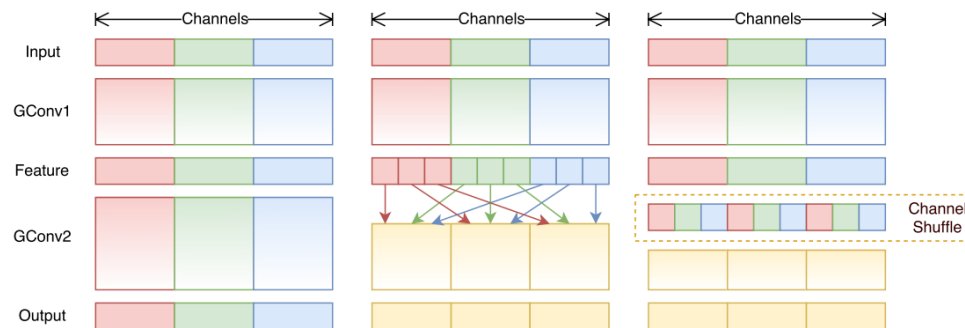 Channels
Channels
Channels
Input
GConv1
Feature
GConv2
Channel
Shuffle
Output